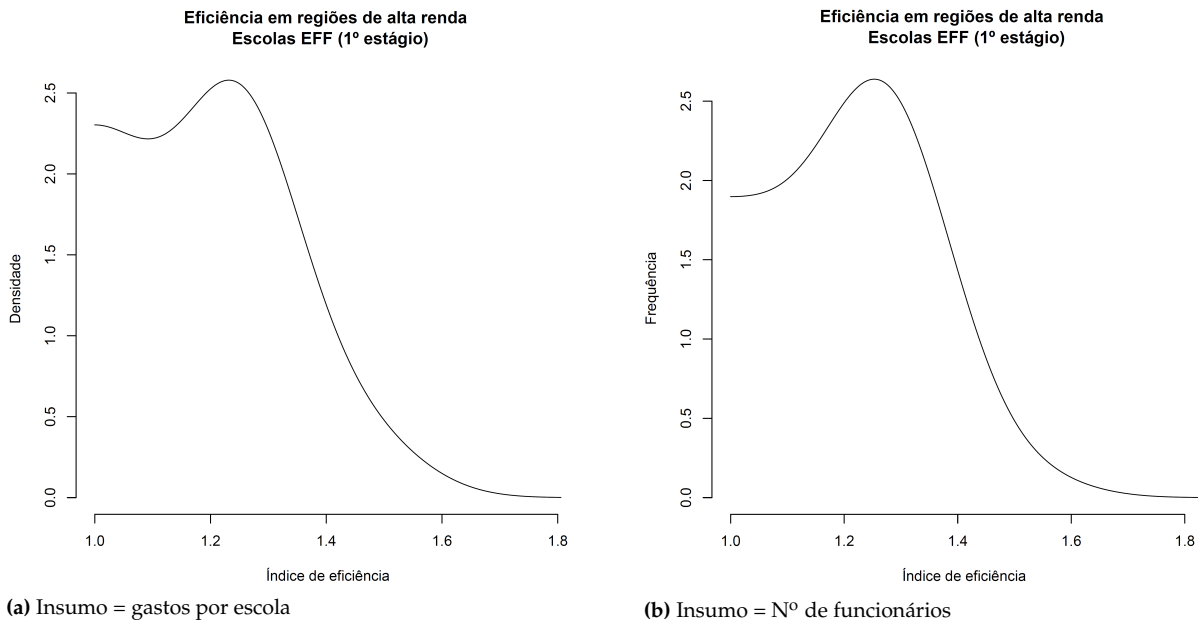 Eficiência em regiões de alta renda
Escolas EFF (1º estágio)
Densidade
0.0
0.5
1.0
1.5
2.0
2.5
1.0
1.2
1.4
1.6
1.8
Índice de eficiência
(a) Insumo = gastos por escola
Eficiência em regiões de alta renda
Escolas EFF (1º estágio)
Frequência
0.0
0.5
1.0
1.5
2.0
2.5
1.0
1.2
1.4
1.6
1.8
Índice de eficiência
(b) Insumo = Nº de funcionários